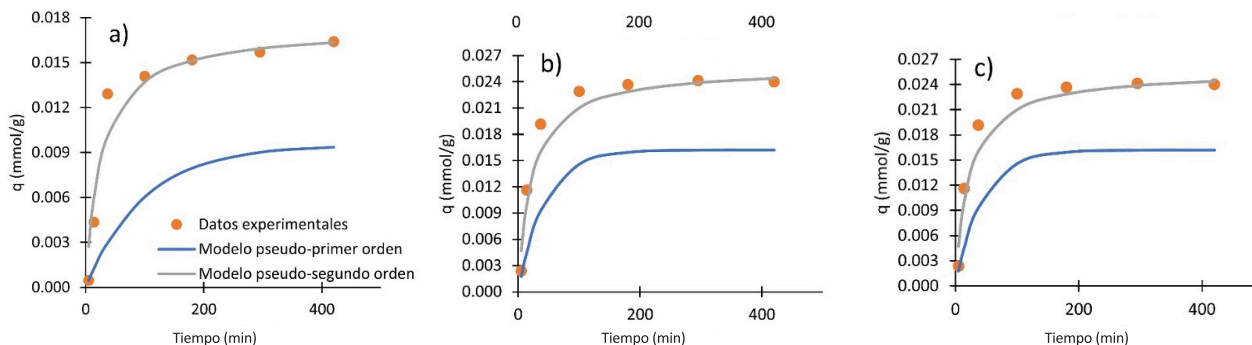 a)
q (mmol/g)
0.018
0.015
0.012
0.009
0.006
0.003
0.000
0 200 400
Tiempo (min)
Datos experimentales
Modelo pseudo-primer orden
Modelo pseudo-segundo orden
0 200 400
b)
q (mmol/g)
0.027
0.024
0.021
0.018
0.015
0.012
0.009
0.006
0.003
0.000
0 200 400
Tiempo (min)
c)
q (mmol/g)
0.027
0.024
0.021
0.018
0.015
0.012
0.009
0.006
0.003
0.000
0 200 400
Tiempo (min)